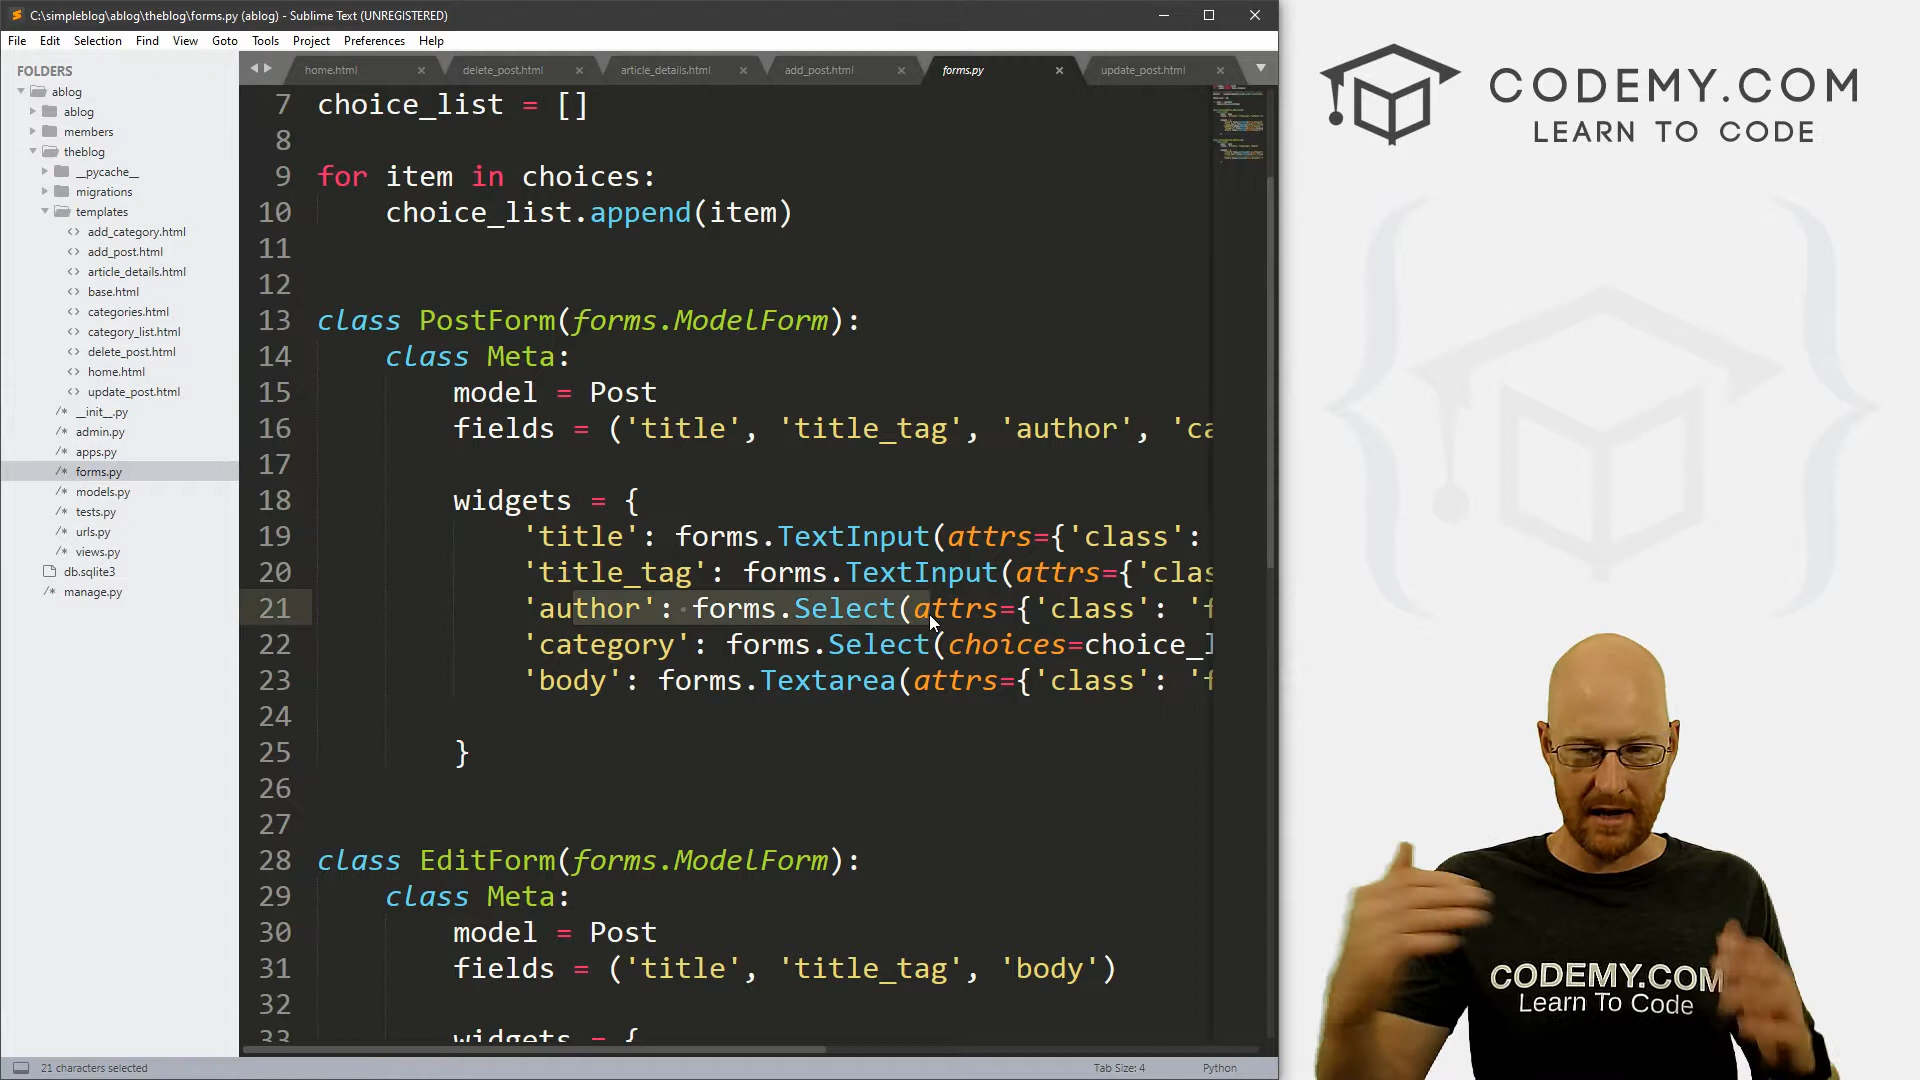 C:\simpleblog\ablog\theblog\forms.py (ablog) - Sublime Text (UNREGISTERED)
File Edit Selection Find View Goto Tools Project Preferences Help
FOLDERS
ablog
ablog
members
theblog
__pycache__
migrations
templates
add_category.html
add_post.html
article_details.html
base.html
categories.html
category_list.html
delete_post.html
home.html
update_post.html
__init__.py
admin.py
apps.py
forms.py
models.py
tests.py
urls.py
views.py
db.sqlite3
manage.py
home.html delete_post.html article_details.html add_post.html forms.py update_post.html
7 choice_list = []
8
9 for item in choices:
10 choice_list.append(item)
11
12
13 class PostForm(forms.ModelForm):
14 class Meta:
15 model = Post
16 fields = ('title', 'title_tag', 'author', 'ca
17
18 widgets = {
19 'title': forms.TextInput(attrs={'class':
20 'title_tag': forms.TextInput(attrs={'clas
21 'author': forms.Select(attrs={'class': 'f
22 'category': forms.Select(choices=choice_l
23 'body': forms.Textarea(attrs={'class': 'f
24
25 }
26
27
28 class EditForm(forms.ModelForm):
29 class Meta:
30 model = Post
31 fields = ('title', 'title_tag', 'body')
32
33 widgets = {
21 characters selected
Tab Size: 4
Python
CODEMY.COM
LEARN TO CODE
CODEMY.COM
Learn To Code